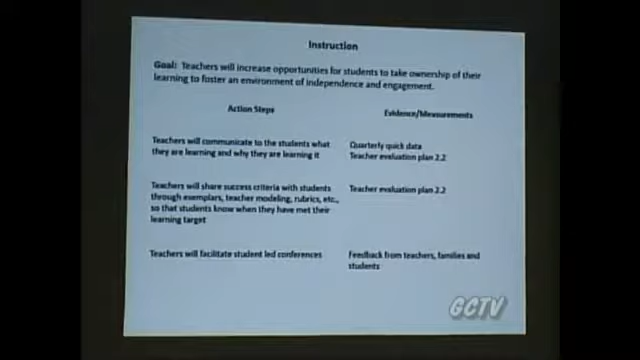 Instruction
Goal: Teachers will increase opportunities for students to take ownership of their
learning to foster an environment of independence and engagement.
Action Steps
Evidence/Measurements
Teachers will communicate to the students what
they are learning and why they are learning it
Quarterly quick data
Teacher evaluation plan 2.2
Teachers will share success criteria with students
through exemplars, teacher modeling, rubrics, etc.,
so that students know when they have met their
learning target
Teacher evaluation plan 2.2
Teachers will facilitate student led conferences
Feedback from teachers, families and
students
GCTV